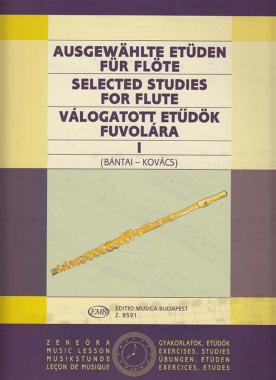 AUSGEWÄHLTE ETÜDEN
FÜR FLÖTE
SELECTED STUDIES
FOR FLUTE
VÁLOGATOTT ETŰDÖK
FUVOLÁRA
I
(BÁNTAI – KOVÁCS)
EMB
EDITIO MUSICA BUDAPEST
Z. 8591
ZENEÓRA
MUSIC LESSON
MUSIKSTUNDE
LEÇON DE MUSIQUE
GYAKORLATOK, ETŰDÖK
EXERCISES, STUDIES
ÜBUNGEN, ETÜDEN
EXERCICES, ETUDES